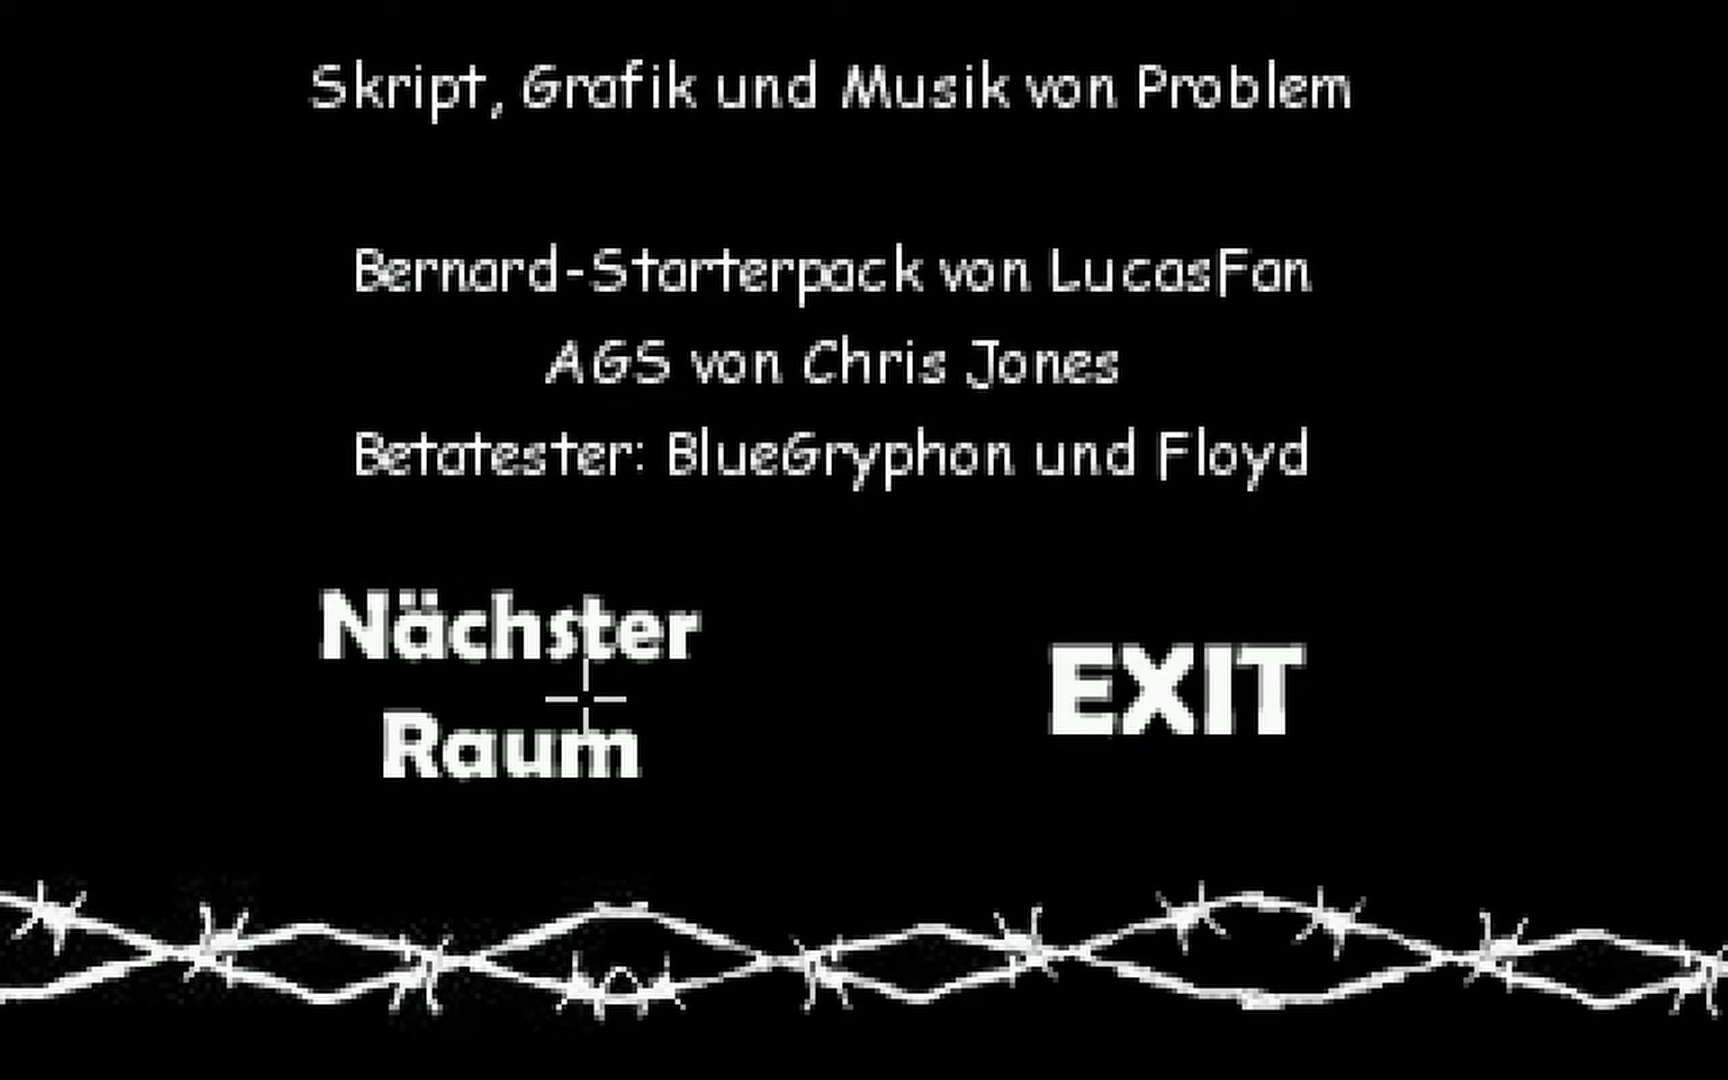 Skript, Grafik und Musik von Problem
Bernard-Starterpack von LucasFan
AGS von Chris Jones
Betatester: BlueGryphon und Floyd
Nächster
Raum
EXIT